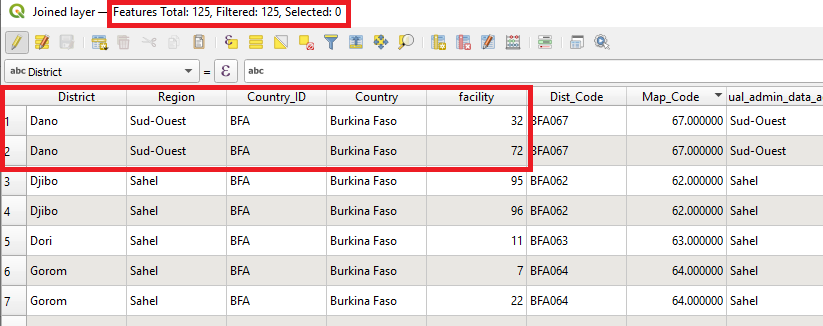 Joined layer — Features Total: 125, Filtered: 125, Selected: 0
abc District = ε abc
District Region Country_ID Country facility Dist_Code Map_Code ual_admin_data_a
1 Dano Sud-Ouest BFA Burkina Faso 32 BFA067 67.000000 Sud-Ouest
2 Dano Sud-Ouest BFA Burkina Faso 72 BFA067 67.000000 Sud-Ouest
3 Djibo Sahel BFA Burkina Faso 95 BFA062 62.000000 Sahel
4 Djibo Sahel BFA Burkina Faso 96 BFA062 62.000000 Sahel
5 Dori Sahel BFA Burkina Faso 11 BFA063 63.000000 Sahel
6 Gorom Sahel BFA Burkina Faso 7 BFA064 64.000000 Sahel
7 Gorom Sahel BFA Burkina Faso 22 BFA064 64.000000 Sahel